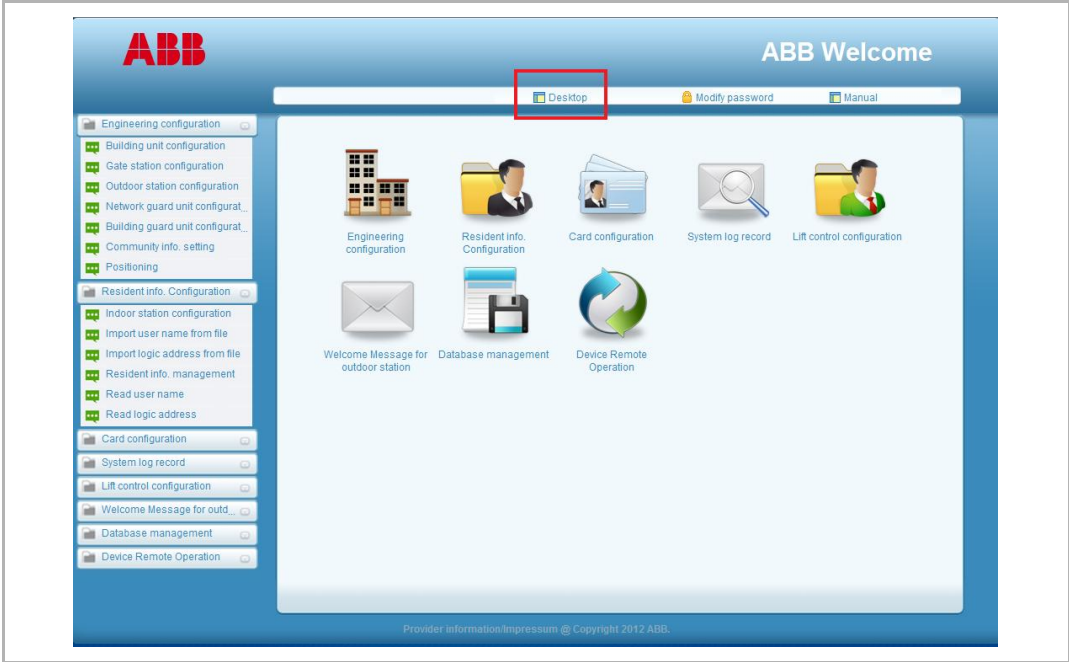 ABB
ABB Welcome
Desktop
Modify password
Manual
Engineering configuration
Building unit configuration
Gate station configuration
Outdoor station configuration
Network guard unit configurat...
Building guard unit configurat...
Community info. setting
Positioning
Resident info. Configuration
Indoor station configuration
Import user name from file
Import logic address from file
Resident info. management
Read user name
Read logic address
Card configuration
System log record
Lift control configuration
Welcome Message for outd...
Database management
Device Remote Operation
Engineering
configuration
Resident info.
Configuration
Card configuration
System log record
Lift control configuration
Welcome Message for
outdoor station
Database management
Device Remote
Operation
Provider information/Impressum @ Copyright 2012 ABB.